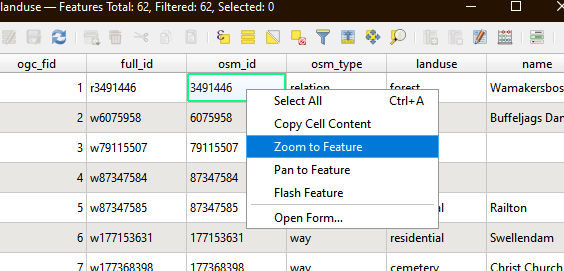 landuse — Features Total: 62, Filtered: 62, Selected: 0
ogc_fid full_id osm_id osm_type landuse name
1 r3491446 3491446 relation forest Wamakersbos
Select All Ctrl+A
2 w6075958 6075958 Buffeljags Dam
Copy Cell Content
3 w79115507 79115507
Zoom to Feature
4 w87347584 87347584
Pan to Feature
Flash Feature
5 w87347585 87347585 Railton
Open Form...
6 w177153631 177153631 way residential Swellendam
7 w177368398 177368398 way cemetery Christ Church